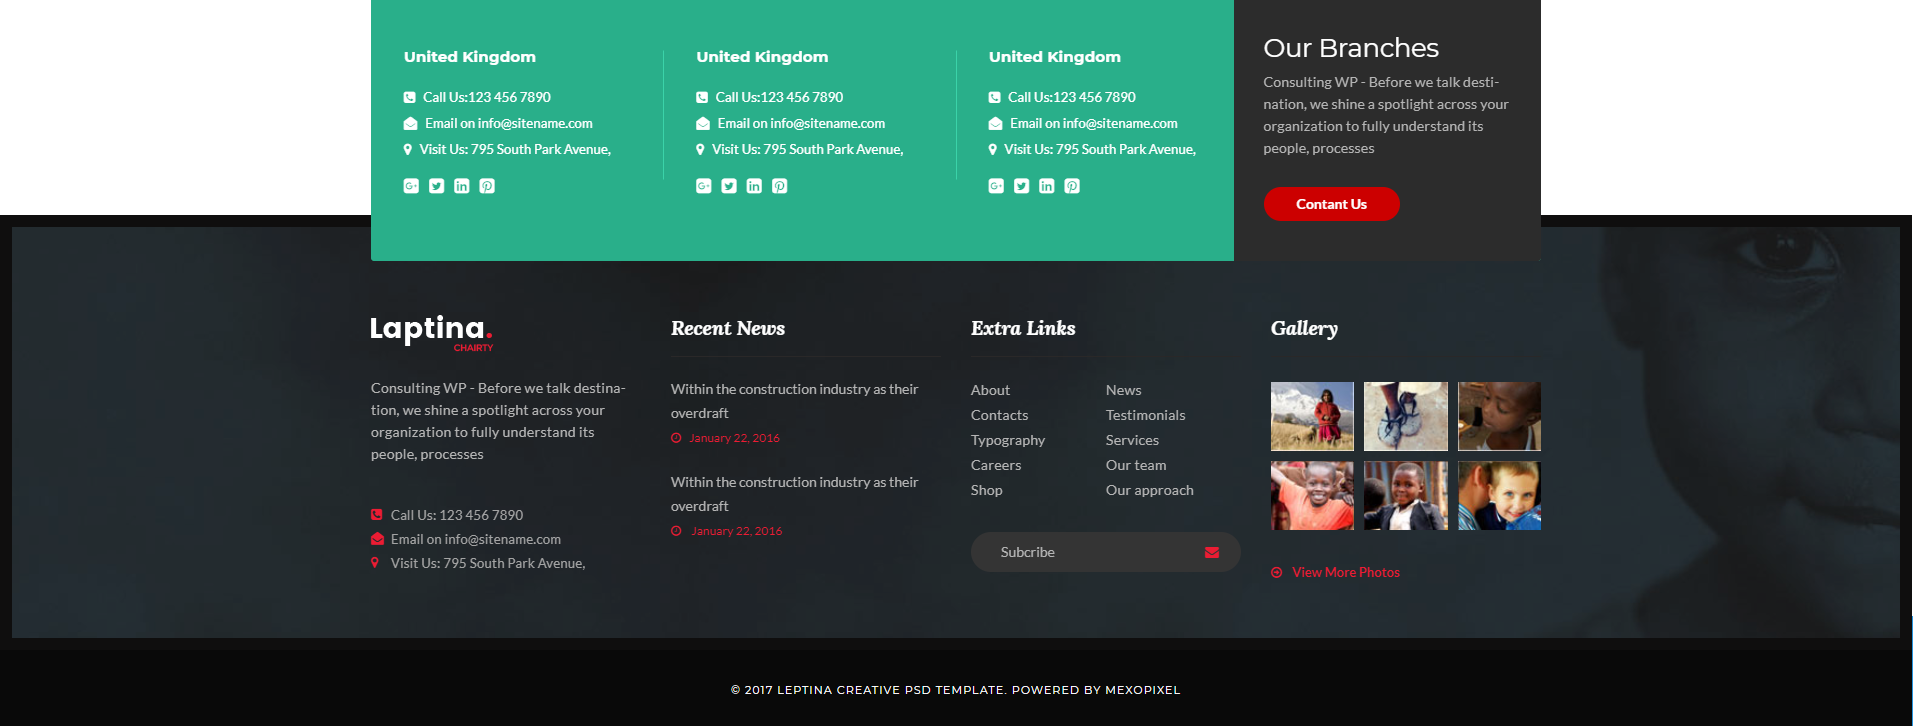 United Kingdom
Call Us:123 456 7890
Email on info@sitename.com
Visit Us: 795 South Park Avenue,
United Kingdom
Call Us:123 456 7890
Email on info@sitename.com
Visit Us: 795 South Park Avenue,
United Kingdom
Call Us:123 456 7890
Email on info@sitename.com
Visit Us: 795 South Park Avenue,
Our Branches
Consulting WP - Before we talk desti-
nation, we shine a spotlight across your
organization to fully understand its
people, processes
Contant Us
Laptina.
CHAIRTY
Consulting WP - Before we talk destina-
tion, we shine a spotlight across your
organization to fully understand its
people, processes
Call Us: 123 456 7890
Email on info@sitename.com
Visit Us: 795 South Park Avenue,
Recent News
Within the construction industry as their
overdraft
January 22, 2016
Within the construction industry as their
overdraft
January 22, 2016
Extra Links
About
Contacts
Typography
Careers
Shop
News
Testimonials
Services
Our team
Our approach
Subcribe
Gallery
View More Photos
© 2017 LEPTINA CREATIVE PSD TEMPLATE. POWERED BY MEXOPIXEL